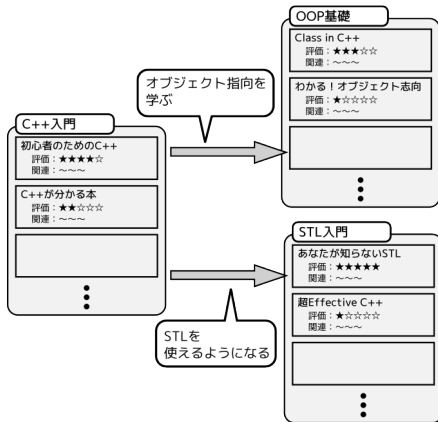 OOP基礎
Class in C++
評価：★★★☆☆
関連：～～～
わかる！オブジェクト志向
評価：★☆☆☆☆
関連：～～～
オブジェクト指向を
学ぶ
C++入門
初心者のためのC++
評価：★★★★☆
関連：～～～
C++が分かる本
評価：★★☆☆☆
関連：～～～
STL入門
あなたが知らないSTL
評価：★★★★★
関連：～～～
超Effective C++
評価：★☆☆☆☆
関連：～～～
STLを
使えるようになる